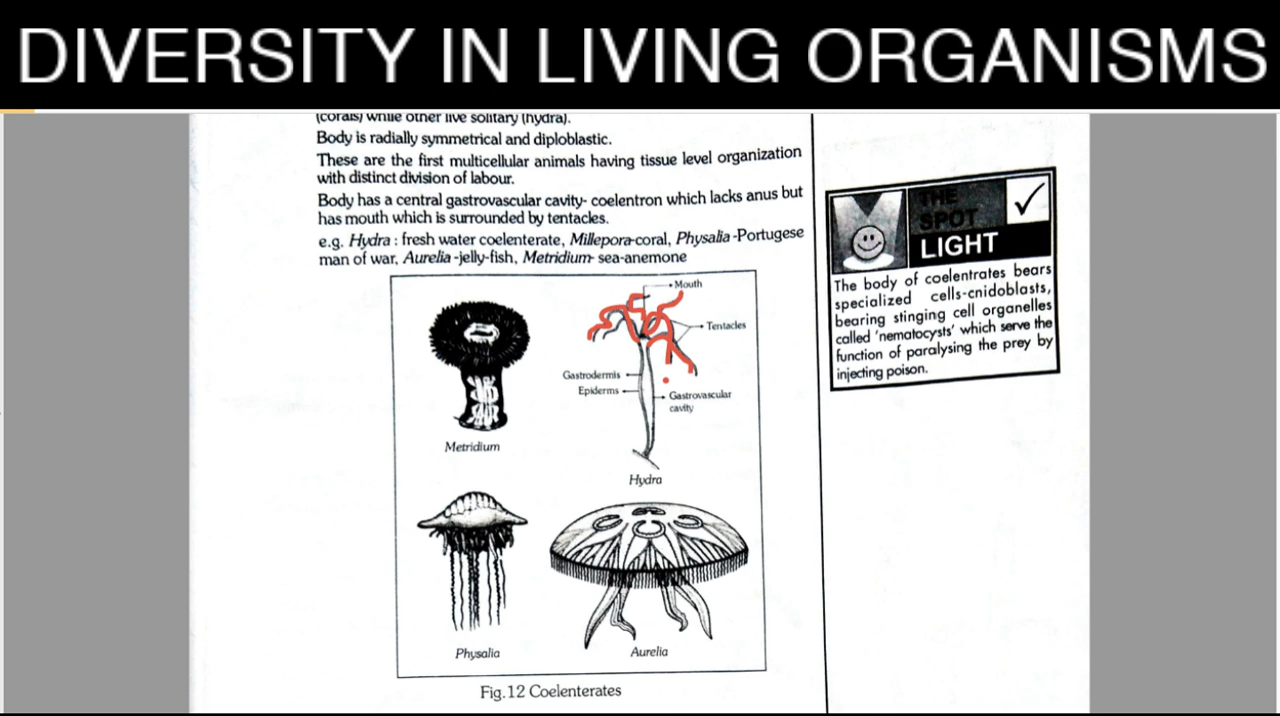 DIVERSITY IN LIVING ORGANISMS
(corals) while other live solitary (hydra).
Body is radially symmetrical and diploblastic.
These are the first multicellular animals having tissue level organization
with distinct division of labour.
Body has a central gastrovascular cavity- coelentron which lacks anus but
has mouth which is surrounded by tentacles.
e.g. Hydra : fresh water coelenterate, Millepora-coral, Physalia -Portugese
man of war, Aurelia -jelly-fish, Metridium- sea-anemone
Mouth
Tentacles
Gastrodermis
Epiderms
Gastrovascular
cavity
Metridium
Hydra
Physalia
Aurelia
Fig.12 Coelenterates
THE
SPOT
LIGHT
The body of coelentrates bears
specialized cells-cnidoblasts,
bearing stinging cell organelles
called 'nematocysts' which serve the
function of paralysing the prey by
injecting poison.